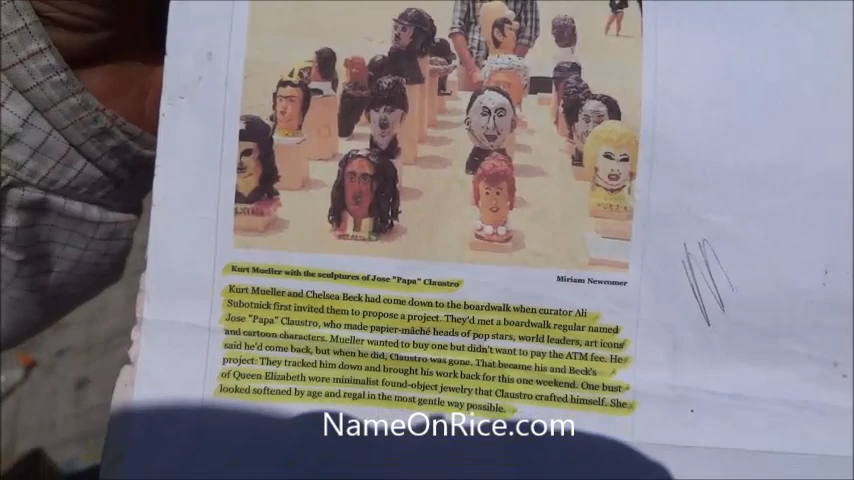 Kurt Mueller with the sculptures of Jose "Papa" Claustro
Miriam Newcomer
Kurt Mueller and Chelsea Beck had come down to the boardwalk when curator Ali
Subotnick first invited them to propose a project. They'd met a boardwalk regular named
Jose "Papa" Claustro, who made papier-mâché heads of pop stars, world leaders, art icons
and cartoon characters. Mueller wanted to buy one but didn't want to pay the ATM fee. He
said he'd come back, but when he did, Claustro was gone. That became his and Beck's
project: They tracked him down and brought his work back for this one weekend. One bust
of Queen Elizabeth wore minimalist found-object jewelry that Claustro crafted himself. She
looked softened by age and regal in the most gentle way possible.
NameOnRice.com